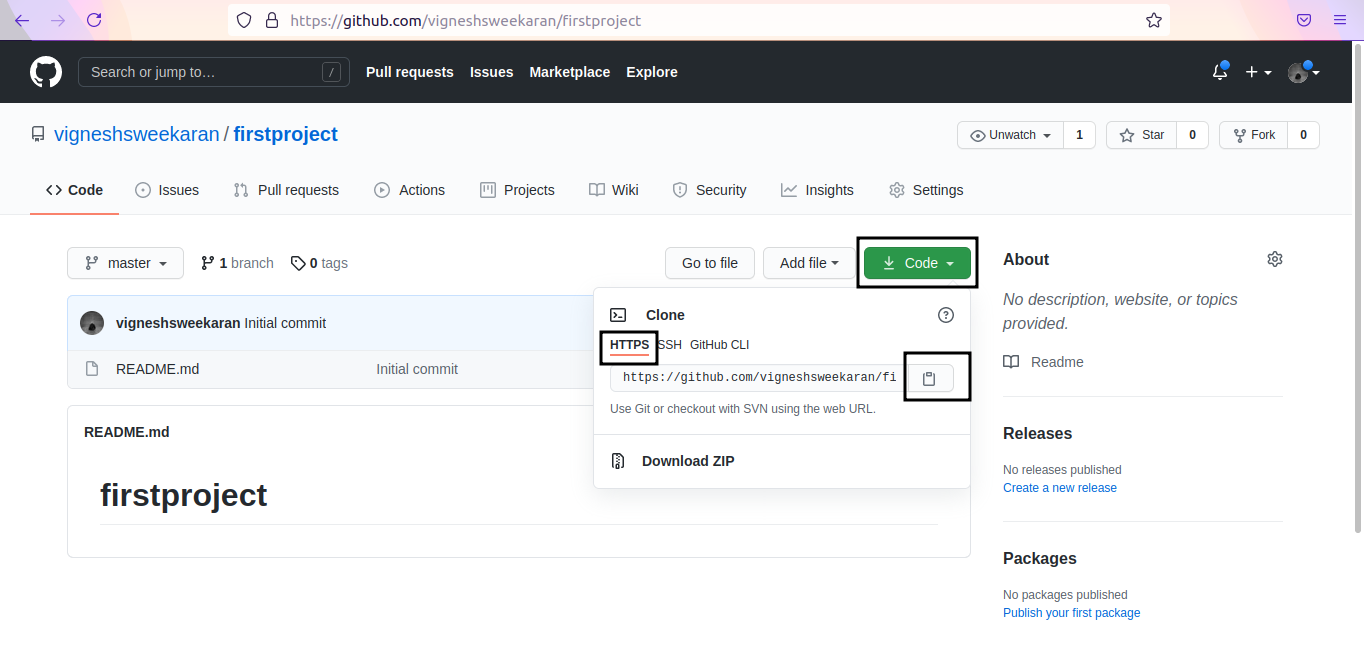 https://github.com/vigneshsweekaran/firstproject
Search or jump to… / Pull requests Issues Marketplace Explore
vigneshsweekaran / firstproject Unwatch 1 Star 0 Fork 0
Code Issues Pull requests Actions Projects Wiki Security Insights Settings
master 1 branch 0 tags Go to file Add file Code
vigneshsweekaran Initial commit
README.md Initial commit
Clone
HTTPS SSH GitHub CLI
https://github.com/vigneshsweekaran/fi
Use Git or checkout with SVN using the web URL.
Download ZIP
README.md
firstproject
About
No description, website, or topics
provided.
Readme
Releases
No releases published
Create a new release
Packages
No packages published
Publish your first package